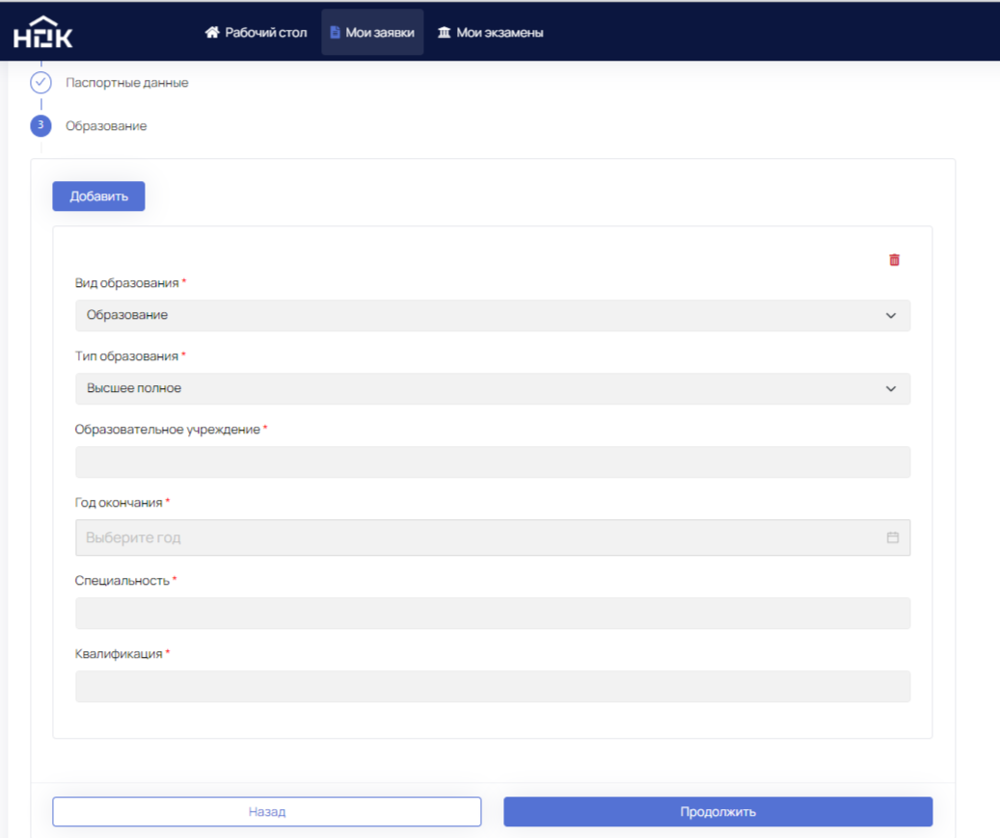 НОК
Рабочий стол
Мои заявки
Мои экзамены
Паспортные данные
3
Образование
Добавить
Вид образования *
Образование
Тип образования *
Высшее полное
Образовательное учреждение *
Год окончания *
Выберите год
Специальность *
Квалификация *
Назад
Продолжить